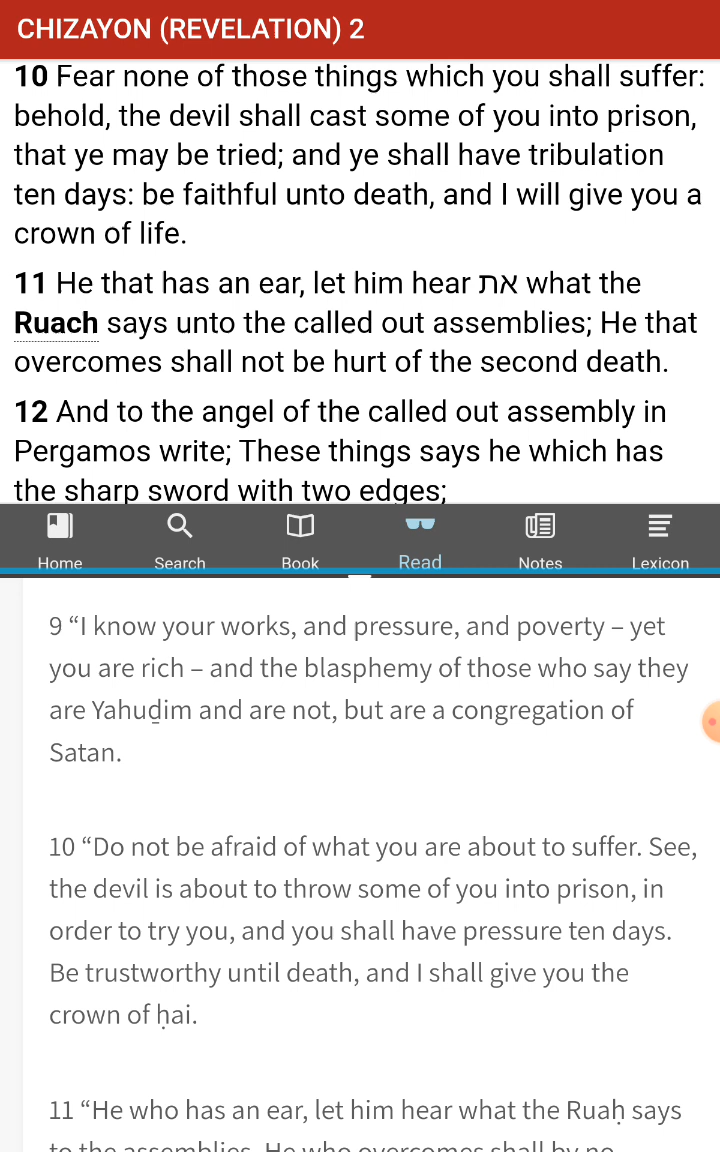 CHIZAYON (REVELATION) 2
10 Fear none of those things which you shall suffer:
behold, the devil shall cast some of you into prison,
that ye may be tried; and ye shall have tribulation
ten days: be faithful unto death, and I will give you a
crown of life.
11 He that has an ear, let him hear את what the
Ruach says unto the called out assemblies; He that
overcomes shall not be hurt of the second death.
12 And to the angel of the called out assembly in
Pergamos write; These things says he which has
the sharp sword with two edges;
Home Search Book Read Notes Lexicon
9 “I know your works, and pressure, and poverty – yet
you are rich – and the blasphemy of those who say they
are Yahuḏim and are not, but are a congregation of
Satan.
10 “Do not be afraid of what you are about to suffer. See,
the devil is about to throw some of you into prison, in
order to try you, and you shall have pressure ten days.
Be trustworthy until death, and I shall give you the
crown of ḥai.
11 “He who has an ear, let him hear what the Ruaḥ says
to the assemblies. He who overcomes shall by no